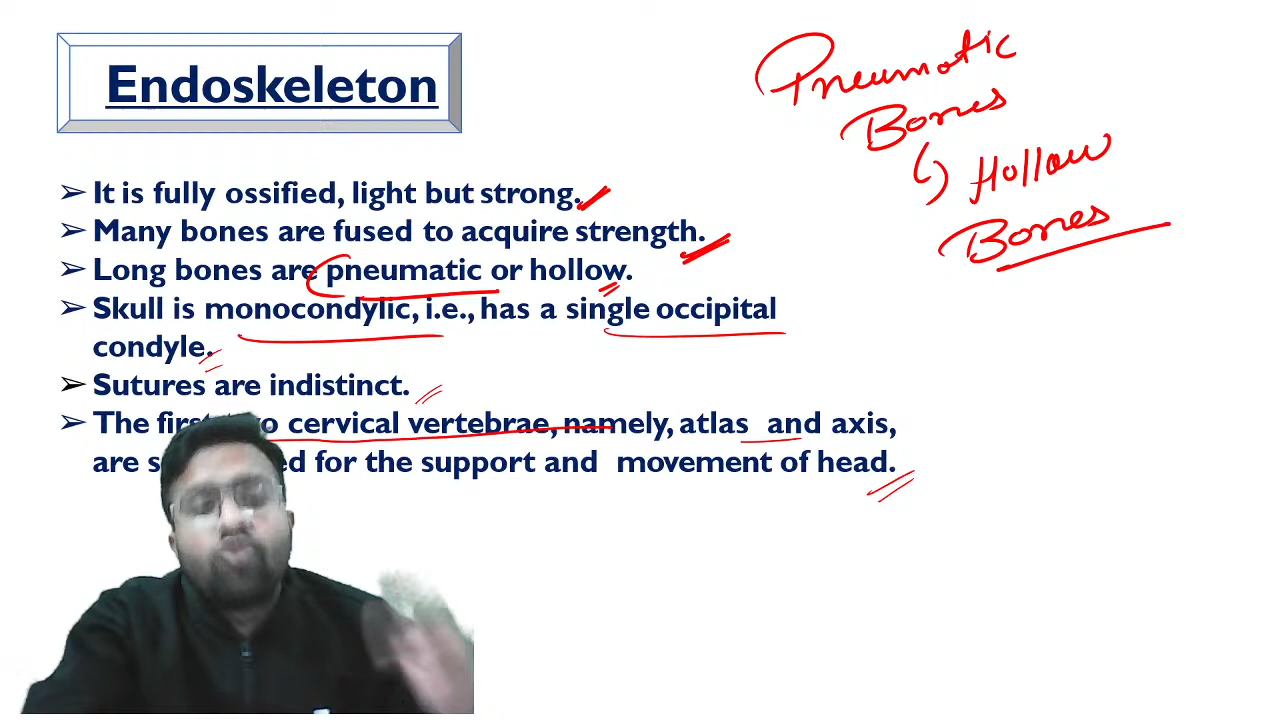 Endoskeleton
➢ It is fully ossified, light but strong.
➢ Many bones are fused to acquire strength.
➢ Long bones are pneumatic or hollow.
➢ Skull is monocondylic, i.e., has a single occipital
condyle.
➢ Sutures are indistinct.
➢ The first two cervical vertebrae, namely, atlas and axis,
are for the support and movement of head.
Pneumatic
Bones
Hollow
Bones